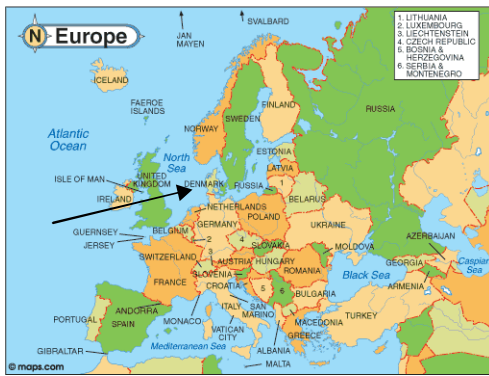 N Europe
JAN
MAYEN
SVALBARD
1. LITHUANIA
2. LUXEMBOURG
3. LIECHTENSTEIN
4. CZECH REPUBLIC
5. BOSNIA &
HERZEGOVINA
6. SERBIA &
MONTENEGRO
ICELAND
FAEROE
ISLANDS
Atlantic
Ocean
NORWAY
SWEDEN
FINLAND
RUSSIA
North
Sea
ESTONIA
LATVIA
1
ISLE OF MAN
UNITED
KINGDOM
IRELAND
DENMARK
RUSSIA
BELARUS
NETHERLANDS
POLAND
GUERNSEY
JERSEY
BELGIUM
GERMANY
2
4
UKRAINE
SLOVAKIA
MOLDOVA
AZERBAIJAN
SWITZERLAND
3
AUSTRIA
HUNGARY
FRANCE
SLOVENIA
ROMANIA
GEORGIA
Caspian
Sea
CROATIA
5
6
Black Sea
ARMENIA
BULGARIA
ANDORRA
PORTUGAL
SPAIN
MONACO
ITALY
SAN
MARINO
VATICAN
CITY
MACEDONIA
TURKEY
GREECE
ALBANIA
GIBRALTAR
Mediterranean Sea
MALTA
© maps.com